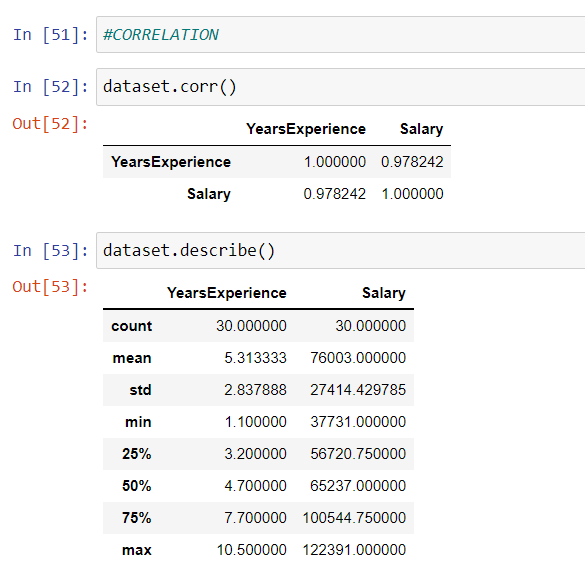 In [51]: #CORRELATION
In [52]: dataset.corr()
Out[52]:
YearsExperience Salary
YearsExperience 1.000000 0.978242
Salary 0.978242 1.000000
In [53]: dataset.describe()
Out[53]:
YearsExperience Salary
count 30.000000 30.000000
mean 5.313333 76003.000000
std 2.837888 27414.429785
min 1.100000 37731.000000
25% 3.200000 56720.750000
50% 4.700000 65237.000000
75% 7.700000 100544.750000
max 10.500000 122391.000000